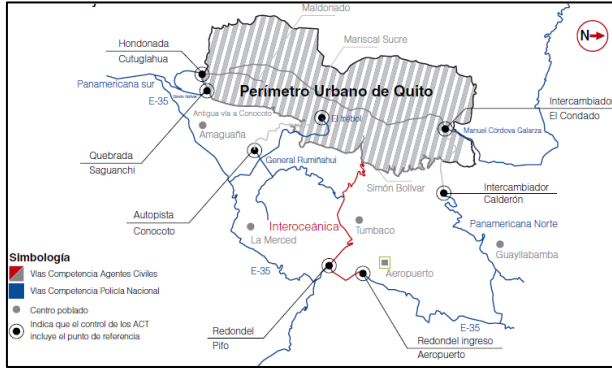 Maldonado
Hondonada
Cutuglahua
Mariscal Sucre
N
Panamericana sur
Perímetro Urbano de Quito
E-35
Simón Bolívar
Intercambiador
El Condado
Antigua vía a Conocoto
El trébol
Manuel Córdova Galarza
Amaguaña
Quebrada
Saguanchi
General Rumiñahui
Simón Bolívar
Intercambiador
Calderón
Autopista
Conocoto
Interoceánica
Tumbaco
Panamericana Norte
La Merced
Guayllabamba
Simbología
Vías Competencia Agentes Civiles
Vías Competencia Policía Nacional
Centro poblado
Indica que el control de los ACT
incluye el punto de referencia
E-35
Aeropuerto
Redondel
Pifo
E-35
Redondel ingreso
Aeropuerto